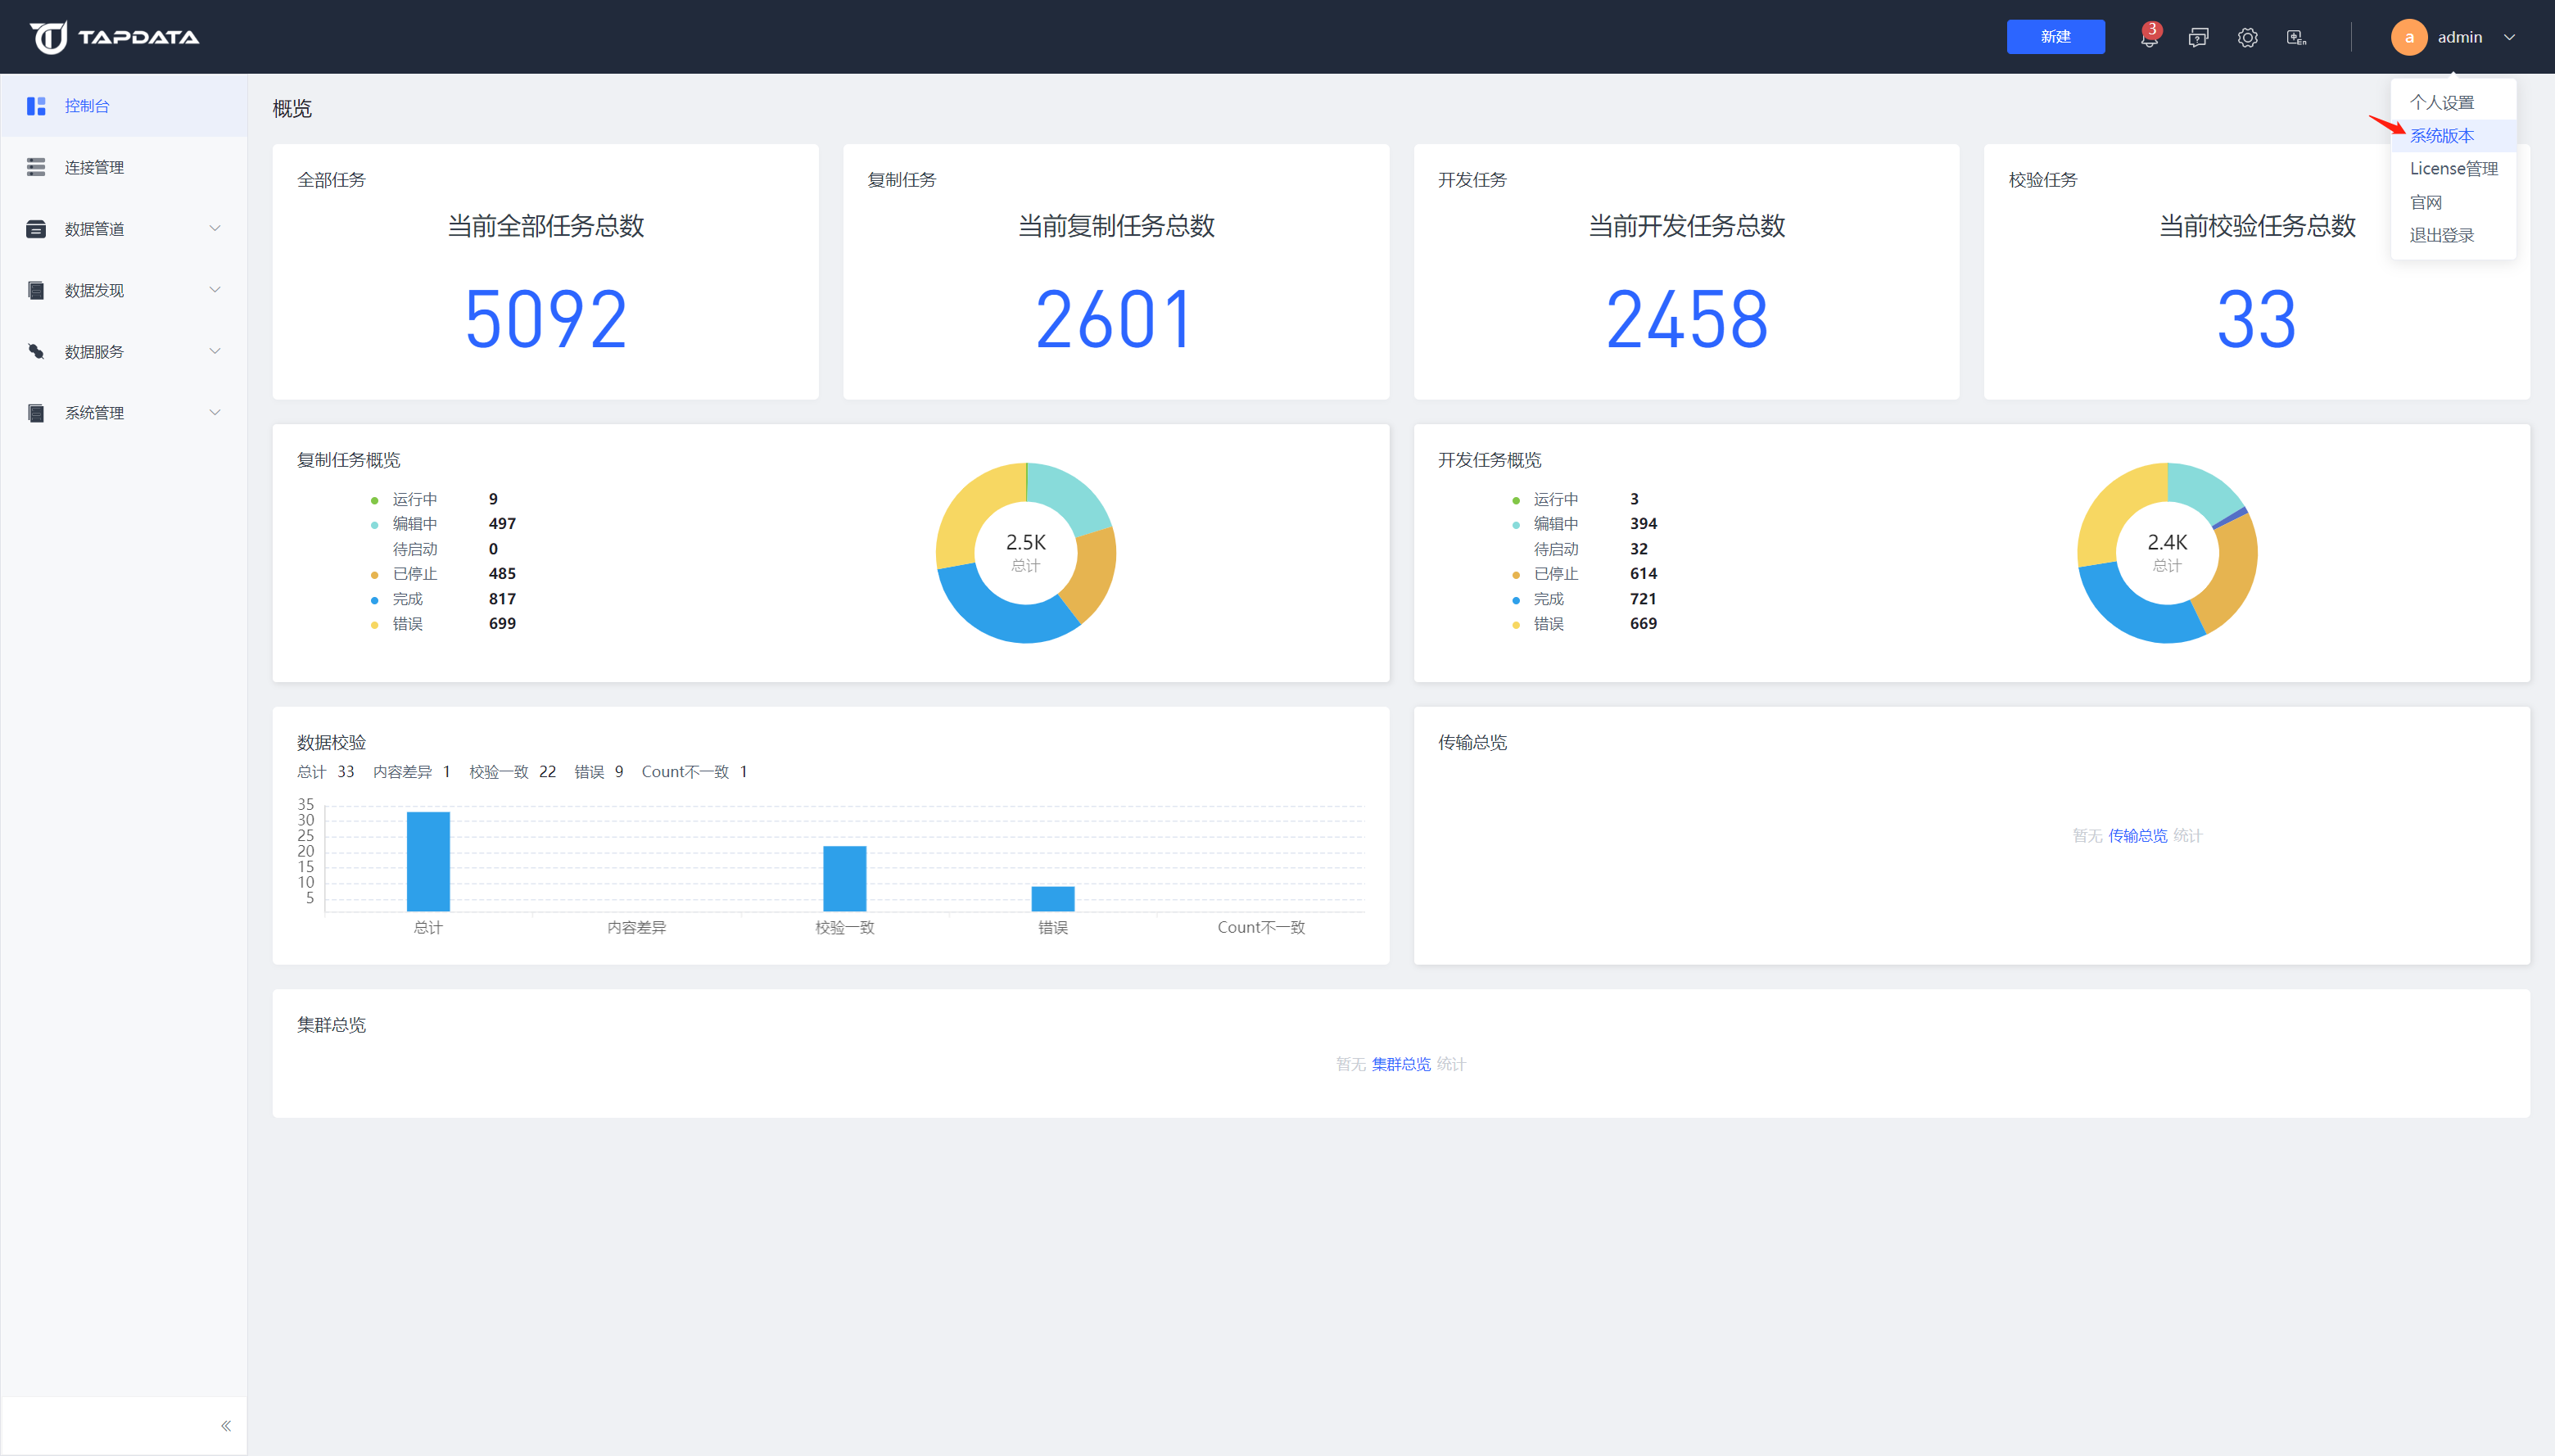 TAPDATA
新建
3
En
a
admin
个人设置
系统版本
License管理
官网
退出登录
控制台
连接管理
数据管道
数据发现
数据服务
系统管理
概览
全部任务
当前全部任务总数
5092
复制任务
当前复制任务总数
2601
开发任务
当前开发任务总数
2458
校验任务
当前校验任务总数
33
复制任务概览
运行中 9
编辑中 497
待启动 0
已停止 485
完成 817
错误 699
2.5K
总计
开发任务概览
运行中 3
编辑中 394
待启动 32
已停止 614
完成 721
错误 669
2.4K
总计
数据校验
总计 33 内容差异 1 校验一致 22 错误 9 Count不一致 1
35
30
25
20
15
10
5
总计 内容差异 校验一致 错误 Count不一致
传输总览
暂无 传输总览 统计
集群总览
暂无 集群总览 统计